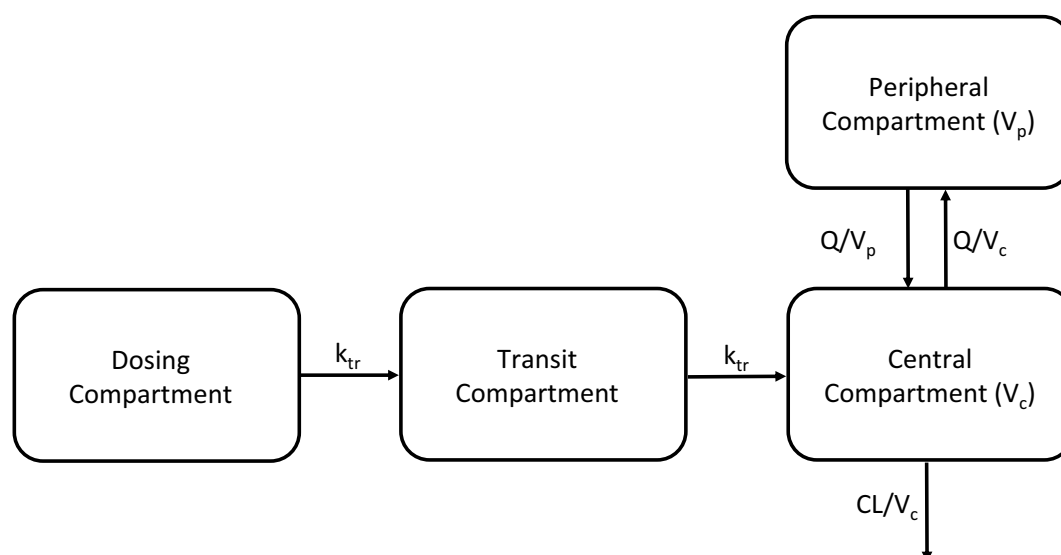 Peripheral
Compartment (Vp)
Q/Vp
Q/Vc
Dosing
Compartment
ktr
Transit
Compartment
ktr
Central
Compartment (Vc)
CL/Vc